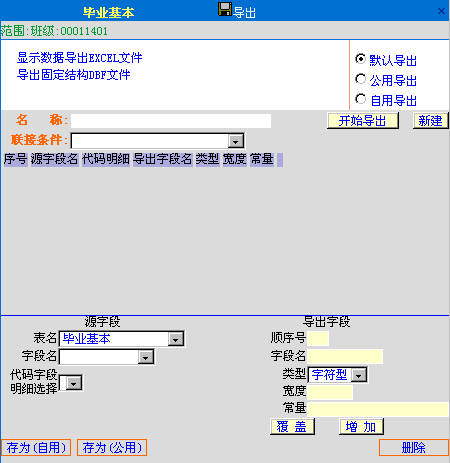 毕业基本 导出 ×
范围:班级:00011401
显示数据导出EXCEL文件
导出固定结构DBF文件
默认导出
公用导出
自用导出
名 称: 开始导出 新建
联接条件:
序号 源字段名 代码明细 导出字段名 类型 宽度 常量
源字段
表名 毕业基本
字段名
代码字段
明细选择
导出字段
顺序号
字段名
类型 字符型
宽度
常量
覆 盖 增 加
存为(自用) 存为(公用) 删除